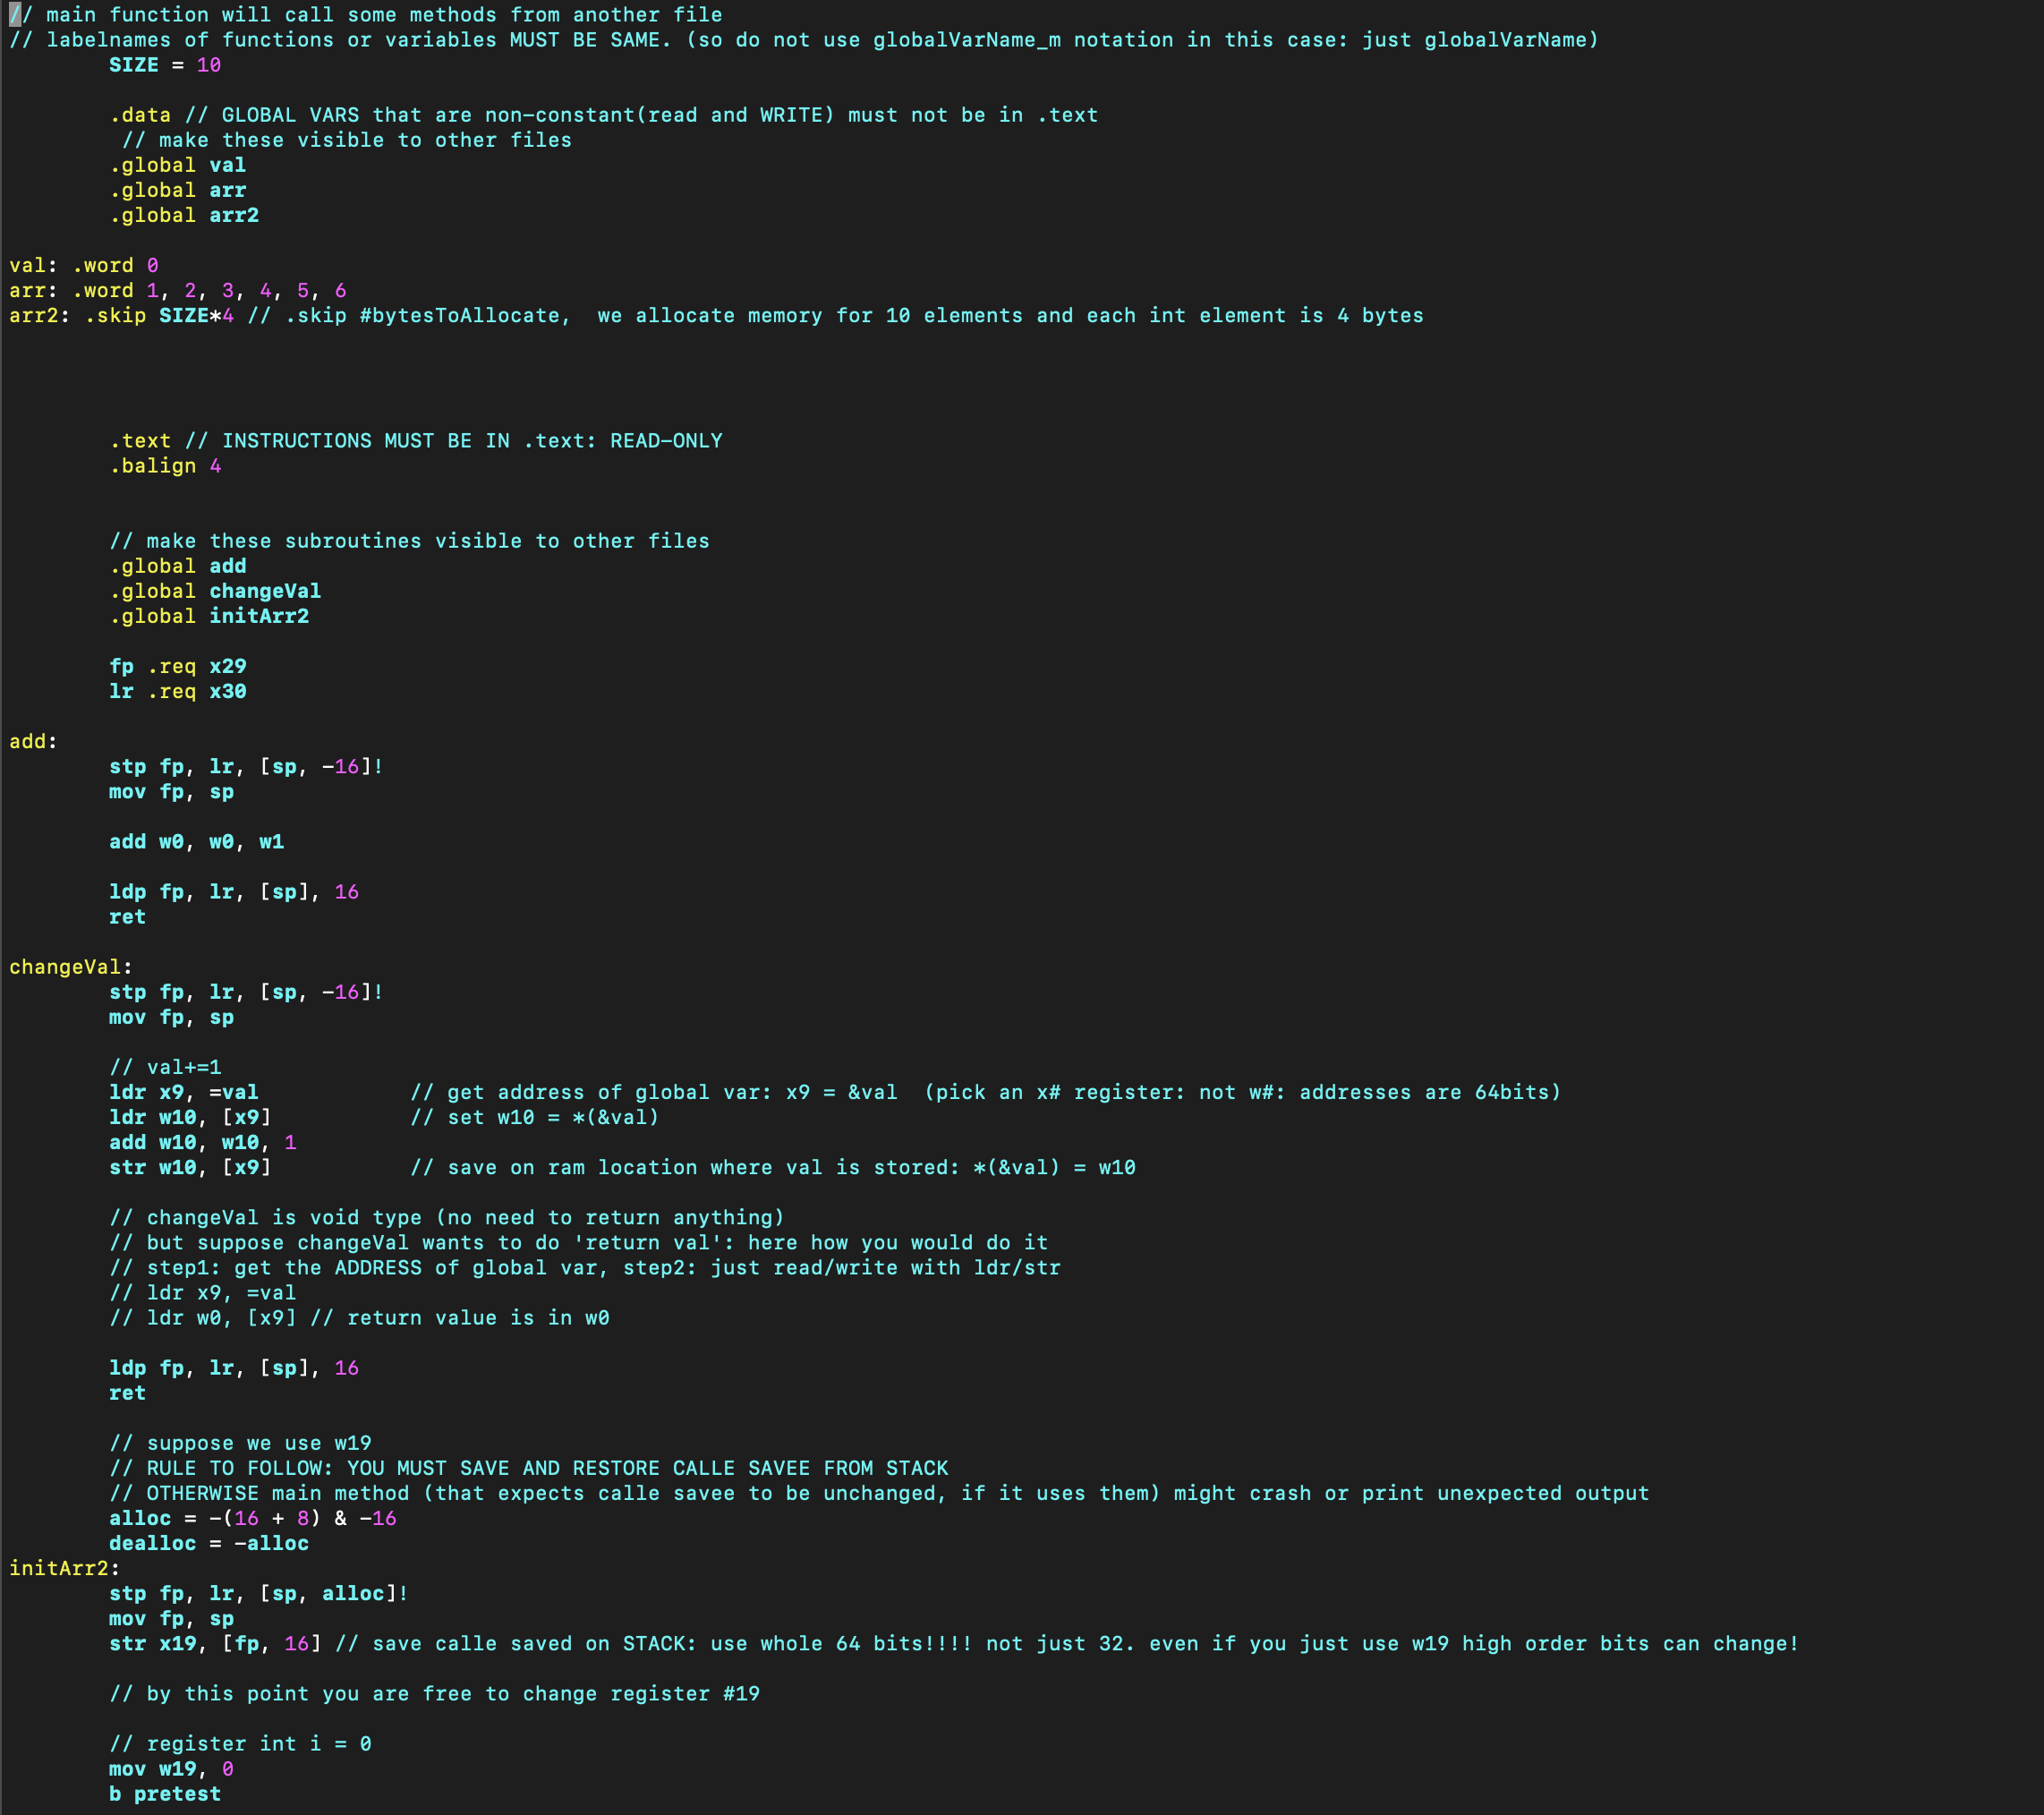 // main function will call some methods from another file
// labelnames of functions or variables MUST BE SAME. (so do not use globalVarName_m notation in this case: just globalVarName)
        SIZE = 10

        .data // GLOBAL VARS that are non-constant(read and WRITE) must not be in .text
         // make these visible to other files
        .global val
        .global arr
        .global arr2

val: .word 0
arr: .word 1, 2, 3, 4, 5, 6
arr2: .skip SIZE*4 // .skip #bytesToAllocate,  we allocate memory for 10 elements and each int element is 4 bytes

        .text // INSTRUCTIONS MUST BE IN .text: READ-ONLY
        .balign 4

        // make these subroutines visible to other files
        .global add
        .global changeVal
        .global initArr2

        fp .req x29
        lr .req x30

add:
        stp fp, lr, [sp, -16]!
        mov fp, sp

        add w0, w0, w1

        ldp fp, lr, [sp], 16
        ret

changeVal:
        stp fp, lr, [sp, -16]!
        mov fp, sp

        // val+=1
        ldr x9, =val            // get address of global var: x9 = &val  (pick an x# register: not w#: addresses are 64bits)
        ldr w10, [x9]           // set w10 = *(&val)
        add w10, w10, 1
        str w10, [x9]           // save on ram location where val is stored: *(&val) = w10

        // changeVal is void type (no need to return anything)
        // but suppose changeVal wants to do 'return val': here how you would do it
        // step1: get the ADDRESS of global var, step2: just read/write with ldr/str
        // ldr x9, =val
        // ldr w0, [x9] // return value is in w0

        ldp fp, lr, [sp], 16
        ret

        // suppose we use w19
        // RULE TO FOLLOW: YOU MUST SAVE AND RESTORE CALLE SAVEE FROM STACK
        // OTHERWISE main method (that expects calle savee to be unchanged, if it uses them) might crash or print unexpected output
        alloc = -(16 + 8) & -16
        dealloc = -alloc
initArr2:
        stp fp, lr, [sp, alloc]!
        mov fp, sp
        str x19, [fp, 16] // save calle saved on STACK: use whole 64 bits!!!! not just 32. even if you just use w19 high order bits can change!

        // by this point you are free to change register #19

        // register int i = 0
        mov w19, 0
        b pretest